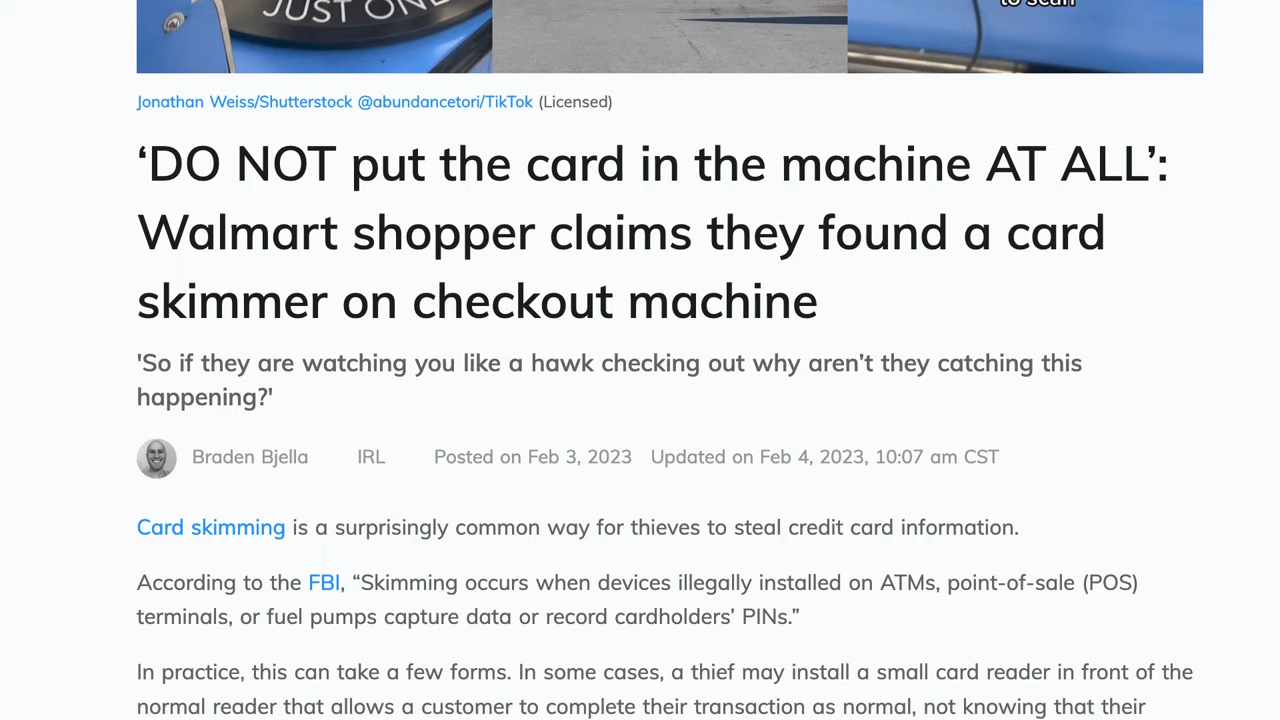 JUST ONE
to scan
Jonathan Weiss/Shutterstock @abundancetori/TikTok (Licensed)
‘DO NOT put the card in the machine AT ALL’:
Walmart shopper claims they found a card
skimmer on checkout machine
'So if they are watching you like a hawk checking out why aren’t they catching this
happening?'
Braden Bjella IRL Posted on Feb 3, 2023 Updated on Feb 4, 2023, 10:07 am CST
Card skimming is a surprisingly common way for thieves to steal credit card information.
According to the FBI, “Skimming occurs when devices illegally installed on ATMs, point-of-sale (POS)
terminals, or fuel pumps capture data or record cardholders’ PINs.”
In practice, this can take a few forms. In some cases, a thief may install a small card reader in front of the
normal reader that allows a customer to complete their transaction as normal, not knowing that their